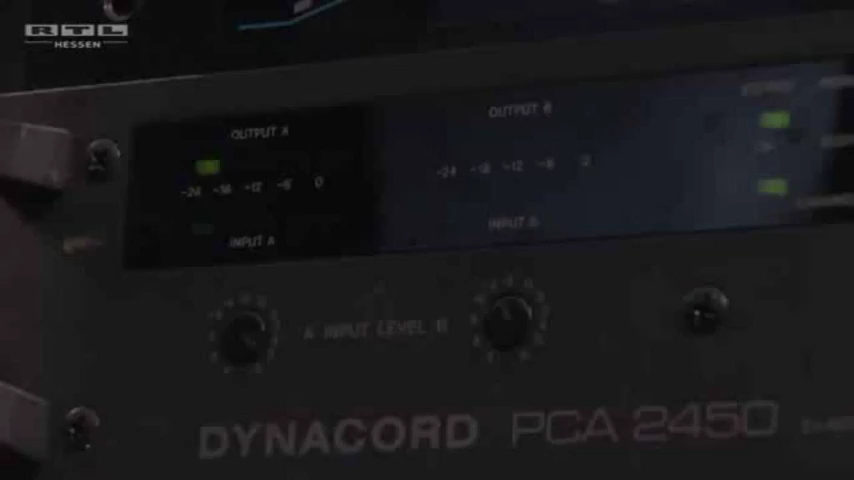 RTL
HESSEN
OUTPUT A
-24 -18 -12 -6 0
INPUT A
OUTPUT B
-24 -18 -12 -6 0
INPUT B
A INPUT LEVEL B
DYNACORD PCA 2450